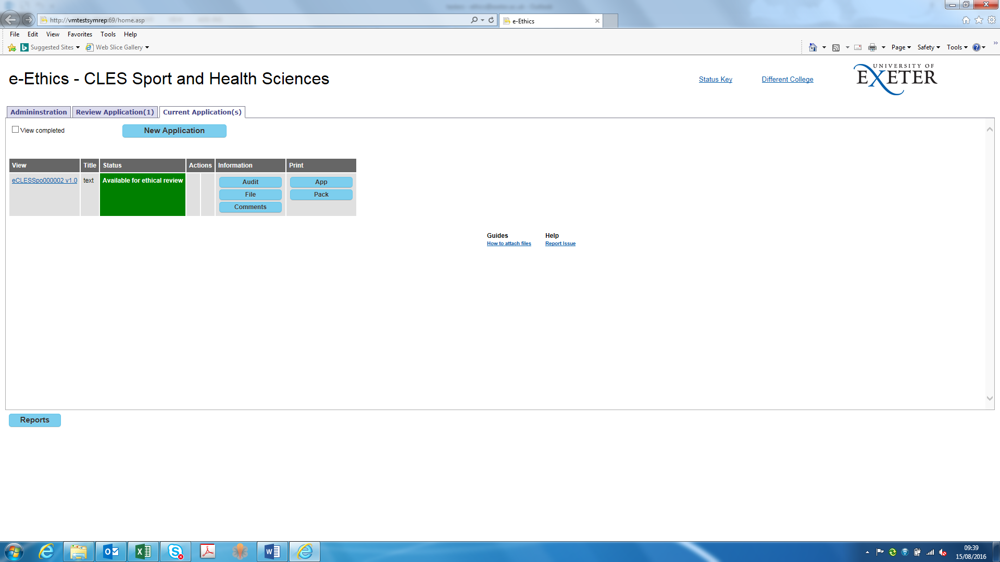 http://vmtestsymrep:69/home.asp
e-Ethics
File Edit View Favorites Tools Help
Suggested Sites Web Slice Gallery
Page Safety Tools
e-Ethics - CLES Sport and Health Sciences
Status Key Different College
UNIVERSITY OF
EXETER
Admininstration Review Application(1) Current Application(s)
View completed New Application
View Title Status Actions Information Print
eCLESSpo000002 v1.0 text Available for ethical review Audit App
File Pack
Comments
Guides Help
How to attach files Report Issue
Reports
09:39
15/08/2016